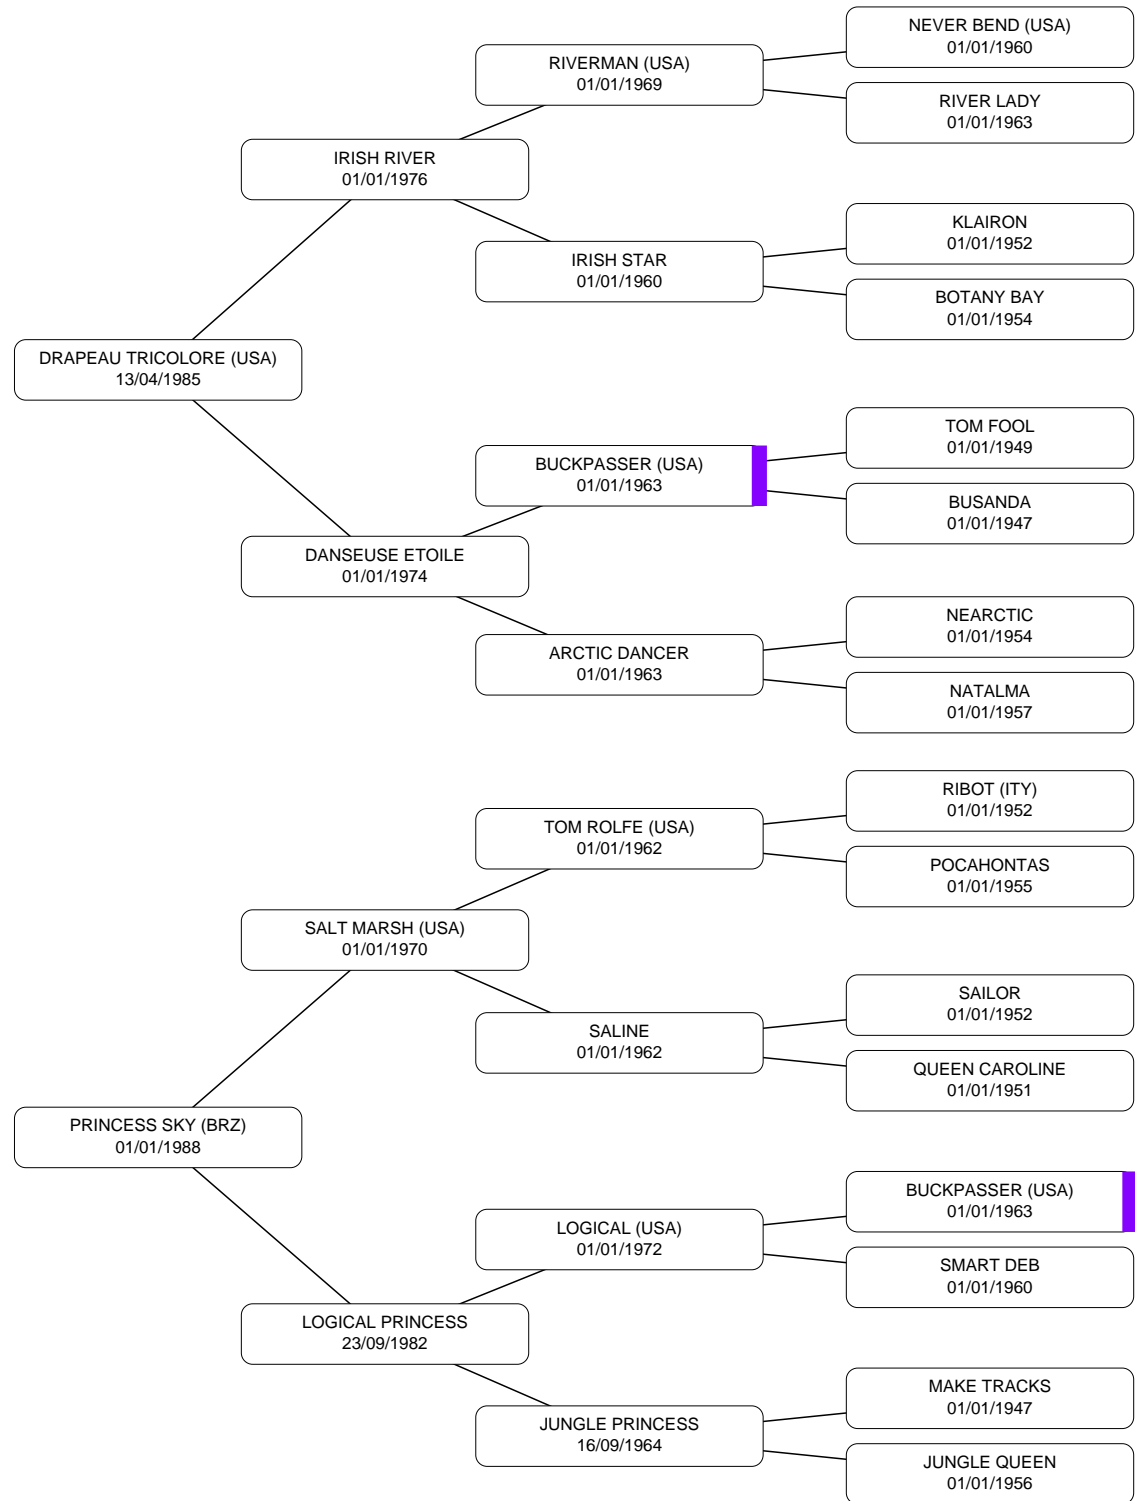 NEVER BEND (USA)
01/01/1960
RIVERMAN (USA)
01/01/1969
RIVER LADY
01/01/1963
IRISH RIVER
01/01/1976
KLAIRON
01/01/1952
IRISH STAR
01/01/1960
BOTANY BAY
01/01/1954
DRAPEAU TRICOLORE (USA)
13/04/1985
TOM FOOL
01/01/1949
BUCKPASSER (USA)
01/01/1963
BUSANDA
01/01/1947
DANSEUSE ETOILE
01/01/1974
NEARCTIC
01/01/1954
ARCTIC DANCER
01/01/1963
NATALMA
01/01/1957
RIBOT (ITY)
01/01/1952
TOM ROLFE (USA)
01/01/1962
POCAHONTAS
01/01/1955
SALT MARSH (USA)
01/01/1970
SAILOR
01/01/1952
SALINE
01/01/1962
QUEEN CAROLINE
01/01/1951
PRINCESS SKY (BRZ)
01/01/1988
BUCKPASSER (USA)
01/01/1963
LOGICAL (USA)
01/01/1972
SMART DEB
01/01/1960
LOGICAL PRINCESS
23/09/1982
MAKE TRACKS
01/01/1947
JUNGLE PRINCESS
16/09/1964
JUNGLE QUEEN
01/01/1956